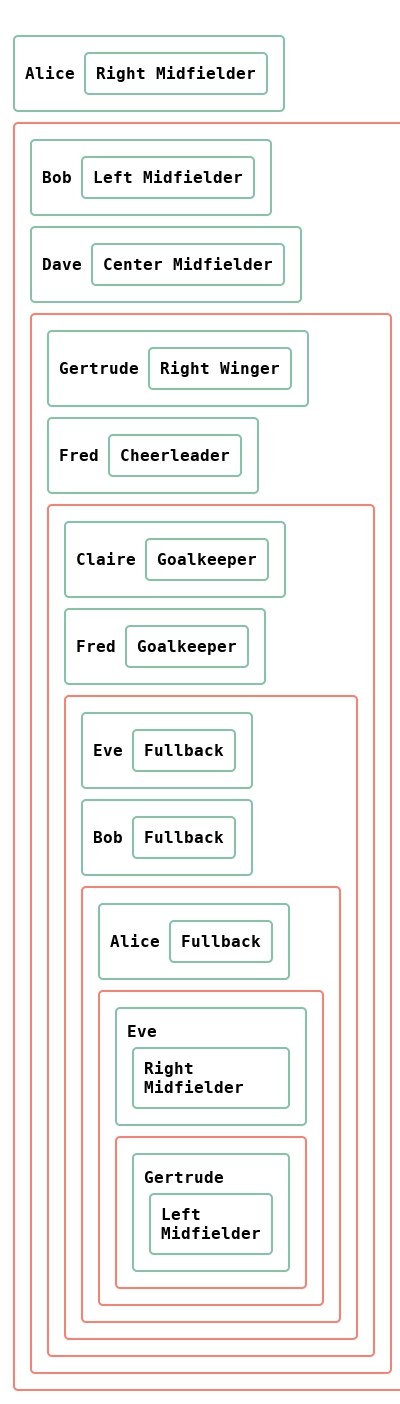 Alice Right Midfielder
Bob Left Midfielder
Dave Center Midfielder
Gertrude Right Winger
Fred Cheerleader
Claire Goalkeeper
Fred Goalkeeper
Eve Fullback
Bob Fullback
Alice Fullback
Eve
Right
Midfielder
Gertrude
Left
Midfielder